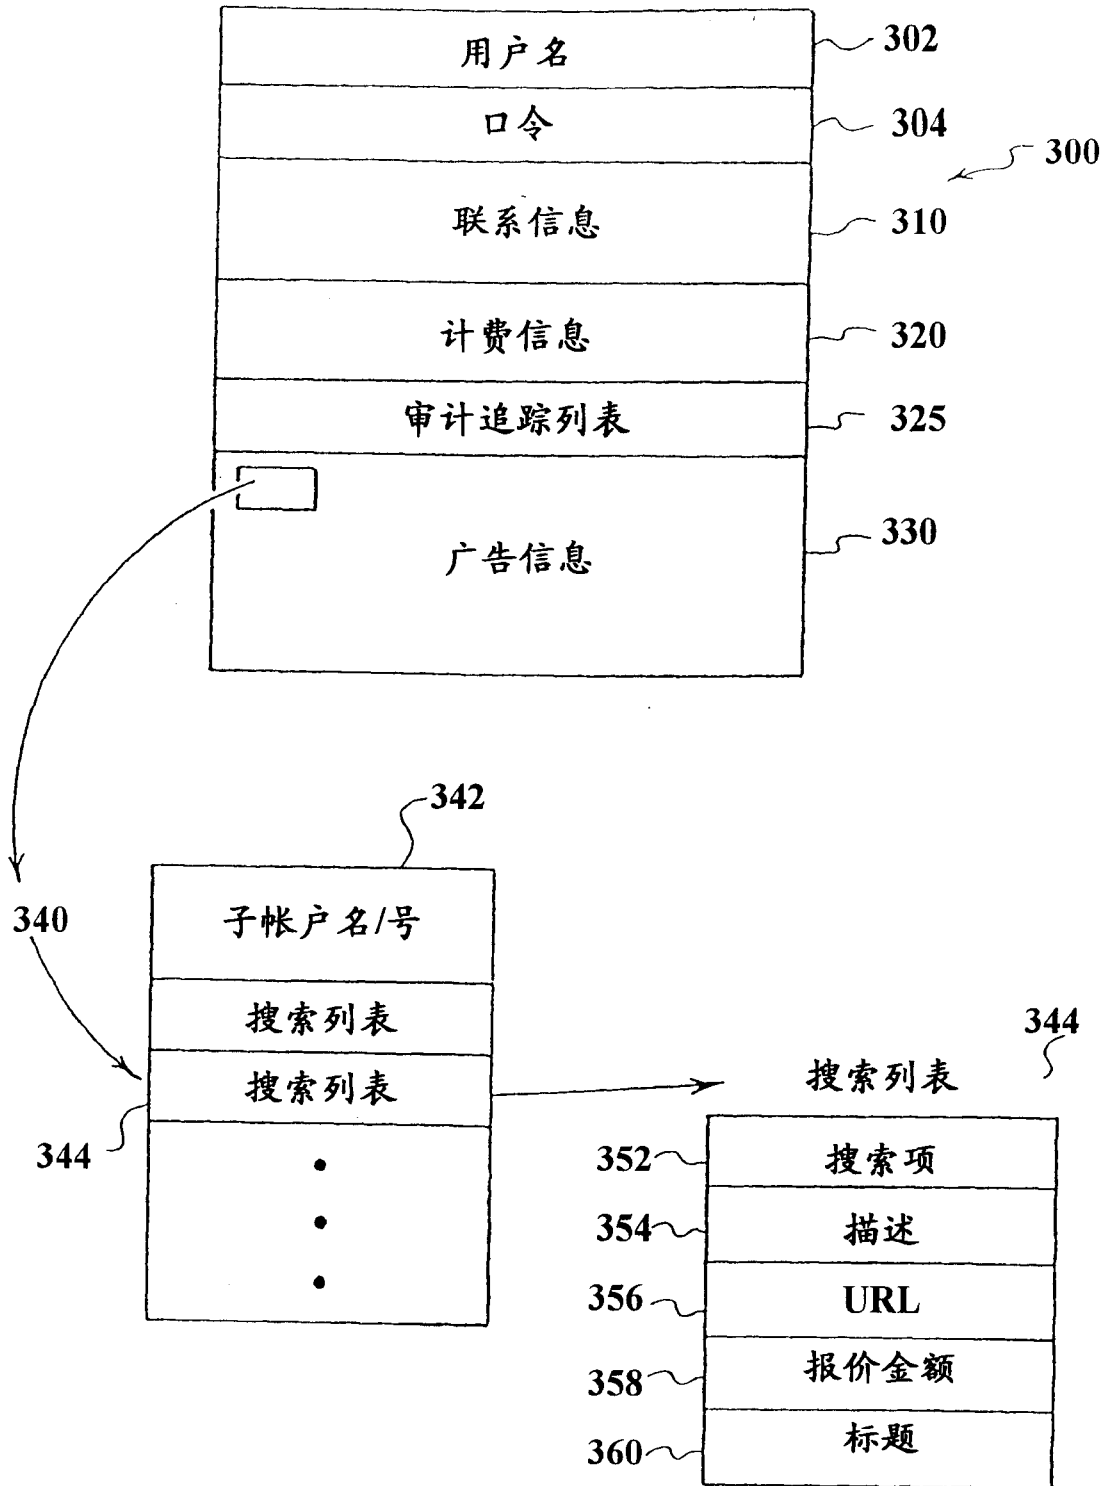 用户名
302
口令
304
300
联系信息
310
计费信息
320
审计追踪列表
325
广告信息
330
342
340
子帐户名/号
搜索列表
搜索列表
344
344
搜索列表
352
搜索项
354
描述
356
URL
358
报价金额
360
标题